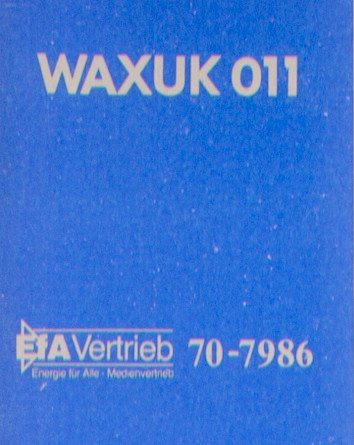 WAXUK 011
EfA Vertrieb 70-7986
Energie für Alle - Medienvertrieb